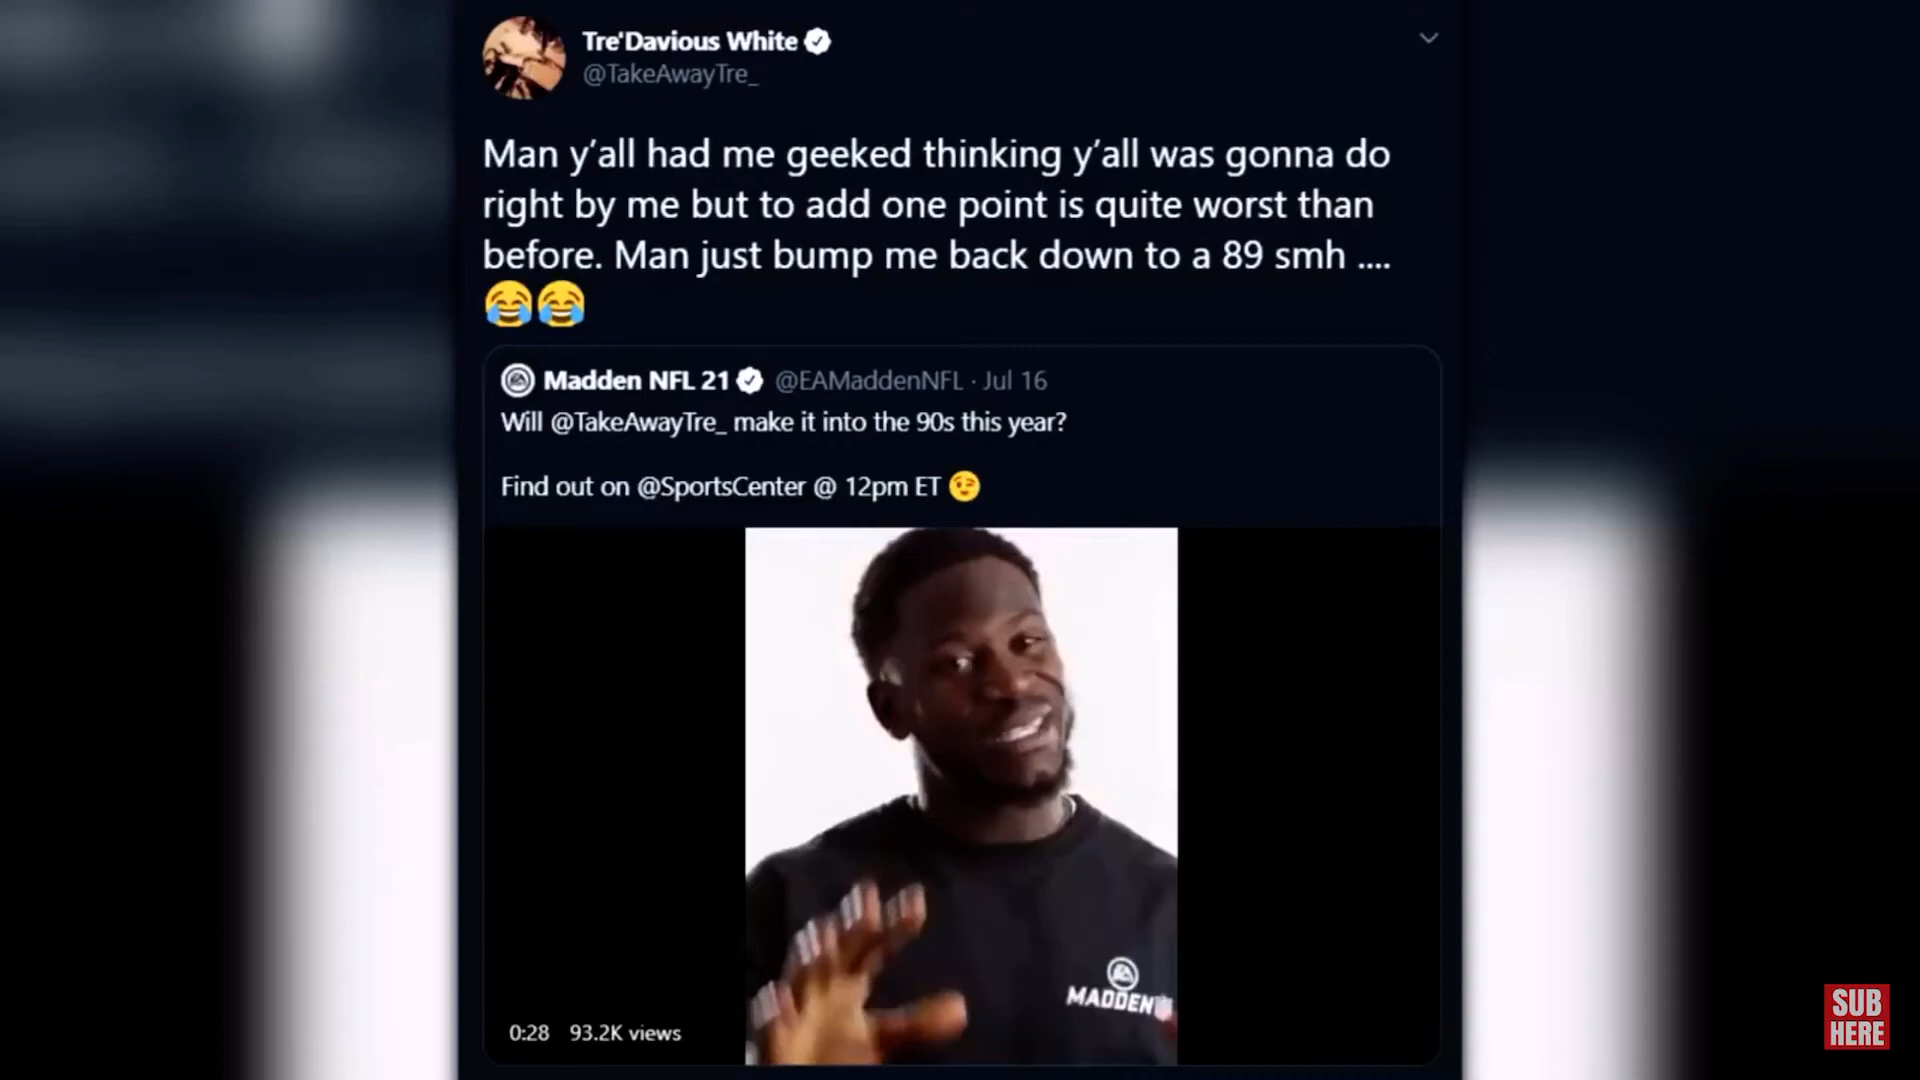 Tre'Davious White
@TakeAwayTre_
Man y'all had me geeked thinking y'all was gonna do
right by me but to add one point is quite worst than
before. Man just bump me back down to a 89 smh ....
😂😂
Madden NFL 21 @EAMaddenNFL · Jul 16
Will @TakeAwayTre_ make it into the 90s this year?
Find out on @SportsCenter @ 12pm ET 😉
MADDEN
0:28 93.2K views
SUB
HERE